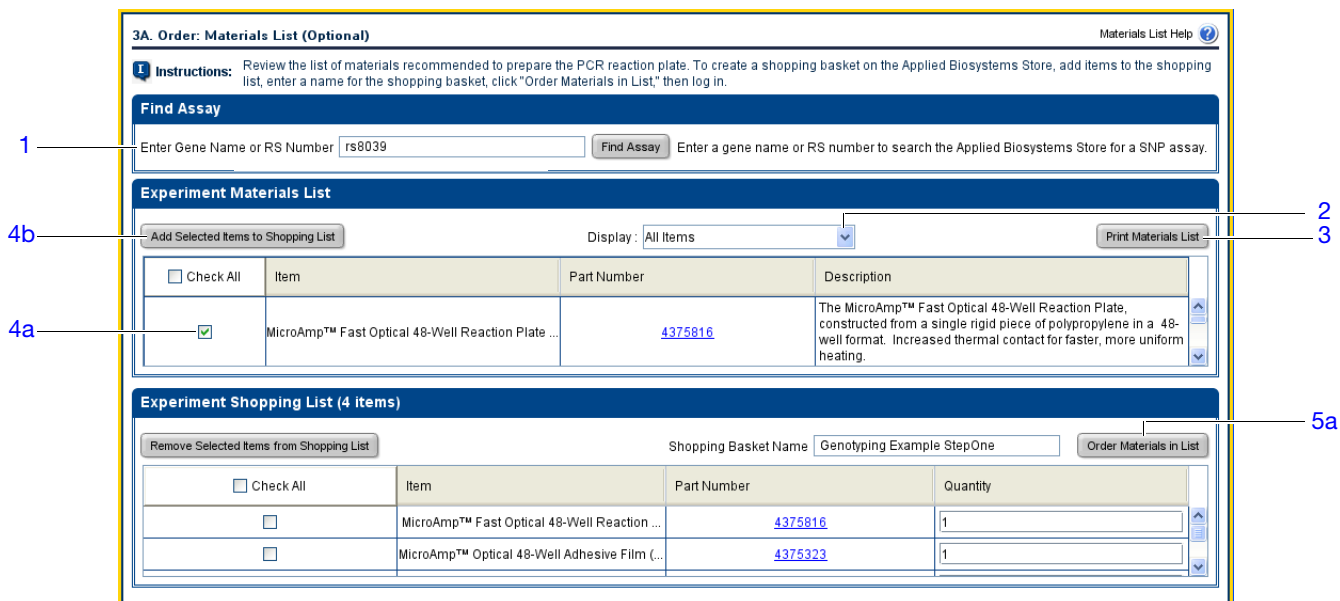 3A. Order: Materials List (Optional)
Materials List Help ?
I Instructions: Review the list of materials recommended to prepare the PCR reaction plate. To create a shopping basket on the Applied Biosystems Store, add items to the shopping
list, enter a name for the shopping basket, click "Order Materials in List," then log in.
Find Assay
1
Enter Gene Name or RS Number rs8039 Find Assay Enter a gene name or RS number to search the Applied Biosystems Store for a SNP assay.
Experiment Materials List
2
4b
Add Selected Items to Shopping List Display : All Items Print Materials List
3
Check All Item Part Number Description
4a
MicroAmp™ Fast Optical 48-Well Reaction Plate ... 4375816
The MicroAmp™ Fast Optical 48-Well Reaction Plate,
constructed from a single rigid piece of polypropylene in a 48-
well format. Increased thermal contact for faster, more uniform
heating.
Experiment Shopping List (4 items)
5a
Remove Selected Items from Shopping List Shopping Basket Name Genotyping Example StepOne Order Materials in List
Check All Item Part Number Quantity
MicroAmp™ Fast Optical 48-Well Reaction ... 4375816 1
MicroAmp™ Optical 48-Well Adhesive Film (... 4375323 1